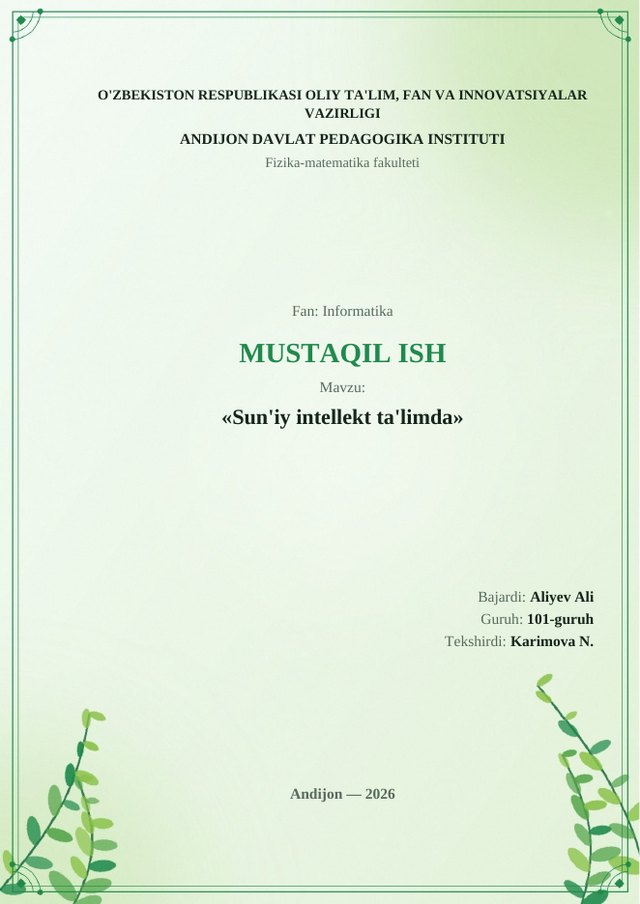 O'ZBEKISTON RESPUBLIKASI OLIY TA'LIM, FAN VA INNOVATSIYALAR
VAZIRLIGI
ANDIJON DAVLAT PEDAGOGIKA INSTITUTI
Fizika-matematika fakulteti
Fan: Informatika
MUSTAQIL ISH
Mavzu:
«Sun'iy intellekt ta'limda»
Bajardi: Aliyev Ali
Guruh: 101-guruh
Tekshirdi: Karimova N.
Andijon — 2026